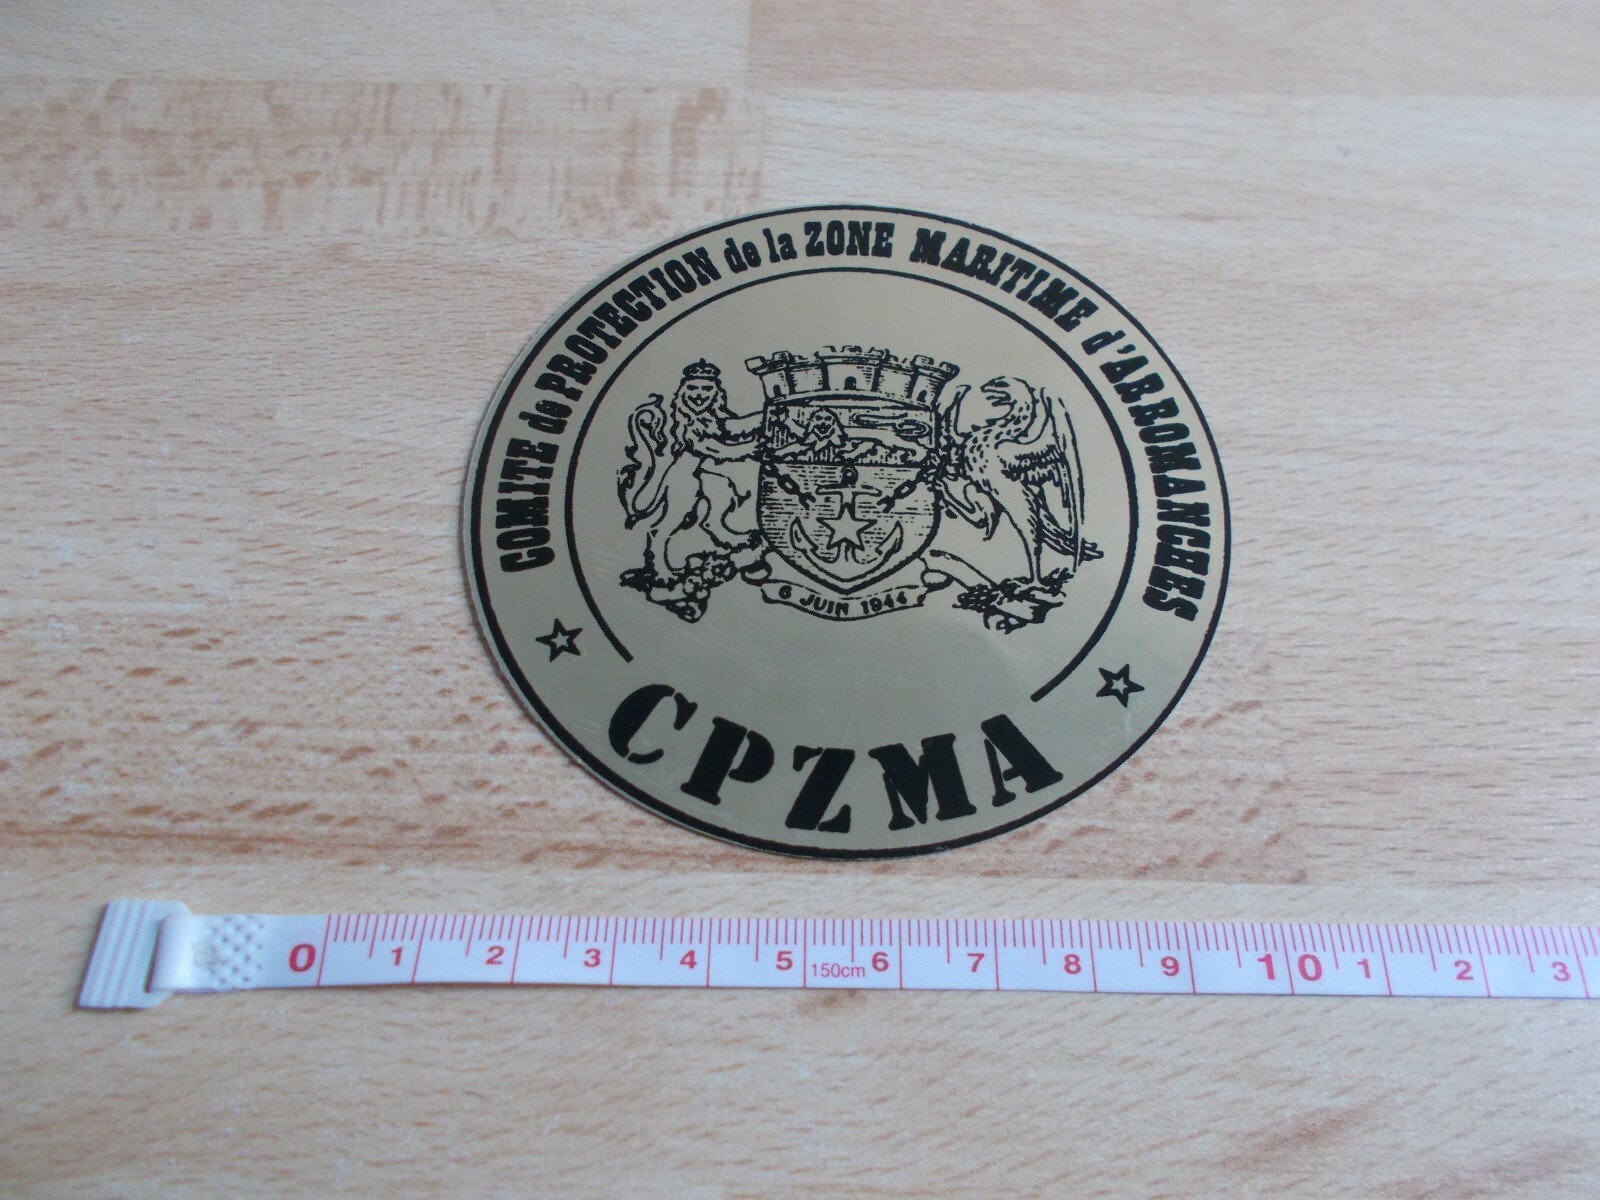 COMITE de PROTECTION de la ZONE MARITIME d'ARROMANCHES
6 JUIN 1944
CPZMA
0 1 2 3 4 5 6 7 8 9 10 1 2 3
150cm